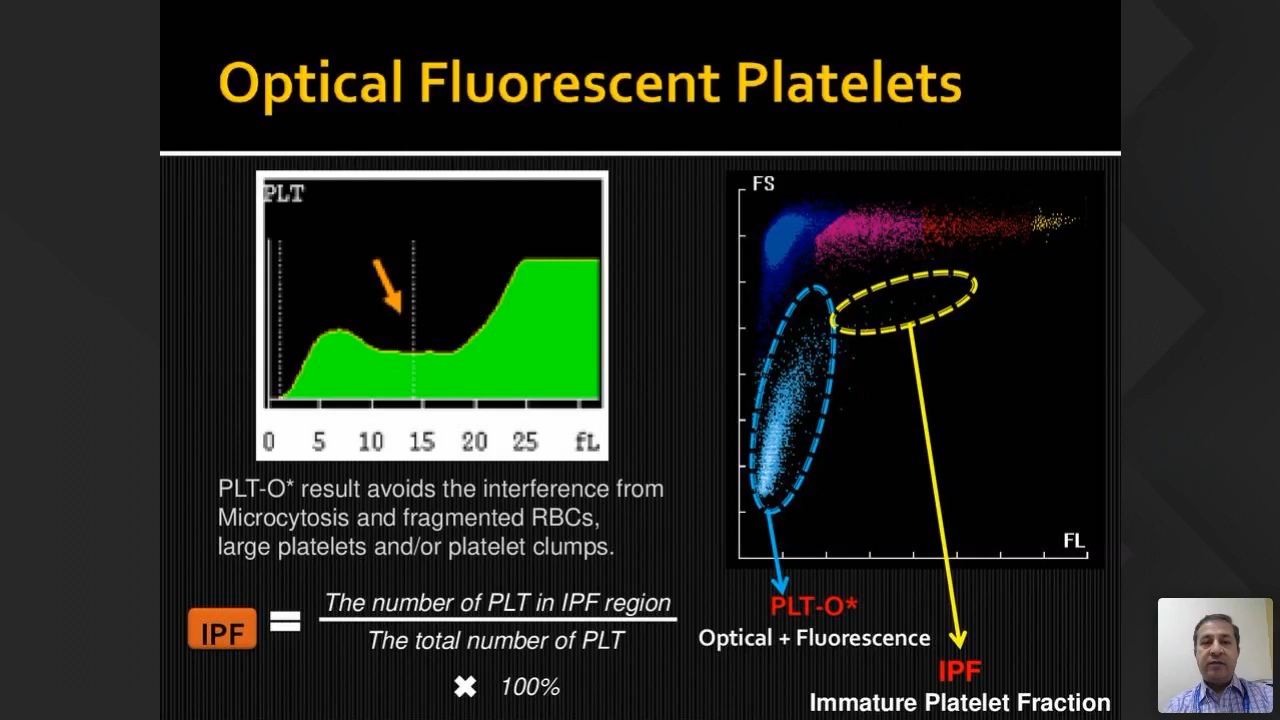 Optical Fluorescent Platelets
PLT
0 5 10 15 20 25 fL
PLT-O* result avoids the interference from
Microcytosis and fragmented RBCs,
large platelets and/or platelet clumps.
IPF = The number of PLT in IPF region
The total number of PLT
✖ 100%
FS
FL
PLT-O*
Optical + Fluorescence
IPF
Immature Platelet Fraction